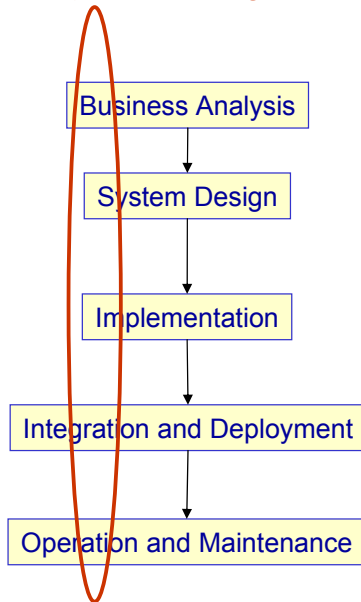 Business Analysis
System Design
Implementation
Integration and Deployment
Operation and Maintenance